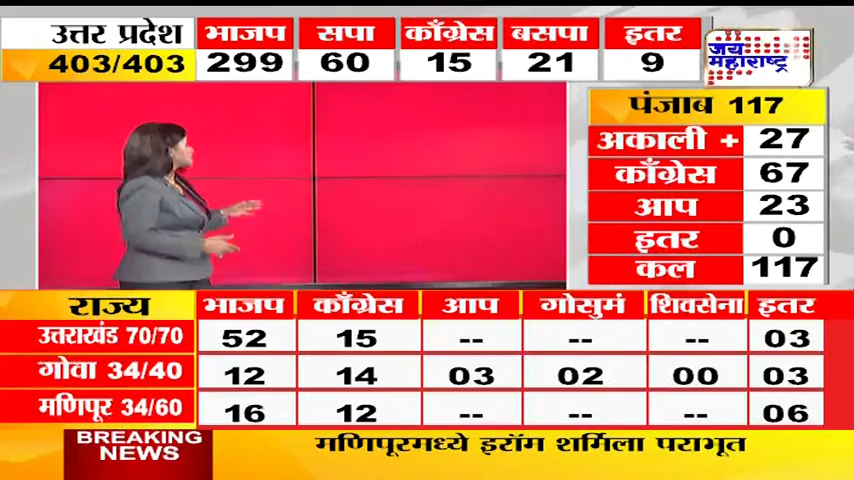 उत्तर प्रदेश भाजपा सपा काँग्रेस बसपा इतर
403/403 299 60 15 21 9
जय महाराष्ट्र
पंजाब 117
अकाली + 27
काँग्रेस 67
आप 23
इतर 0
कल 117
राज्य भाजपा काँग्रेस आप गोसुमं शिवसेना इतर
उत्तराखंड 70/70 52 15 -- -- -- 03
गोवा 34/40 12 14 03 02 00 03
मणिपूर 34/60 16 12 -- -- -- 06
BREAKING NEWS
मणिपूरमध्ये इरॉम शर्मिला पराभूत